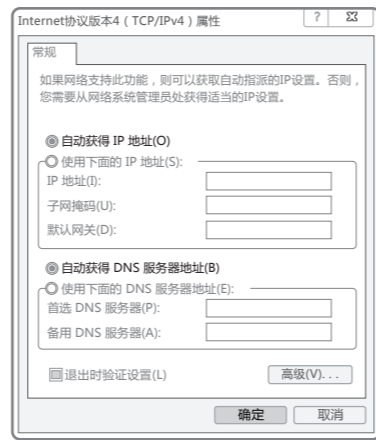 Internet协议版本4（TCP/IPv4）属性
?
常规
如果网络支持此功能，则可以获取自动指派的IP设置。否则，
您需要从网络系统管理员处获得适当的IP设置。
自动获得 IP 地址(O)
使用下面的 IP 地址(S):
IP 地址(I):
子网掩码(U):
默认网关(D):
自动获得 DNS 服务器地址(B)
使用下面的 DNS 服务器地址(E):
首选 DNS 服务器(P):
备用 DNS 服务器(A):
退出时验证设置(L)
高级(V)...
确定
取消